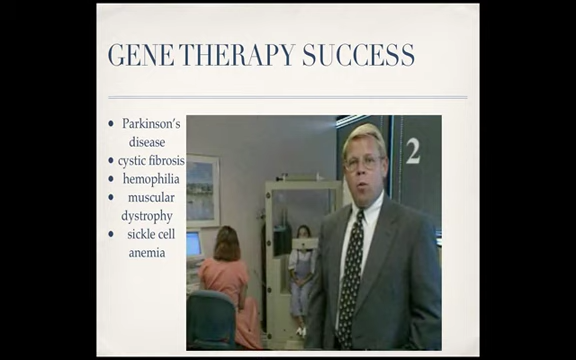 GENE THERAPY SUCCESS
• Parkinson's
disease
• cystic fibrosis
• hemophilia
• muscular
dystrophy
• sickle cell
anemia
2